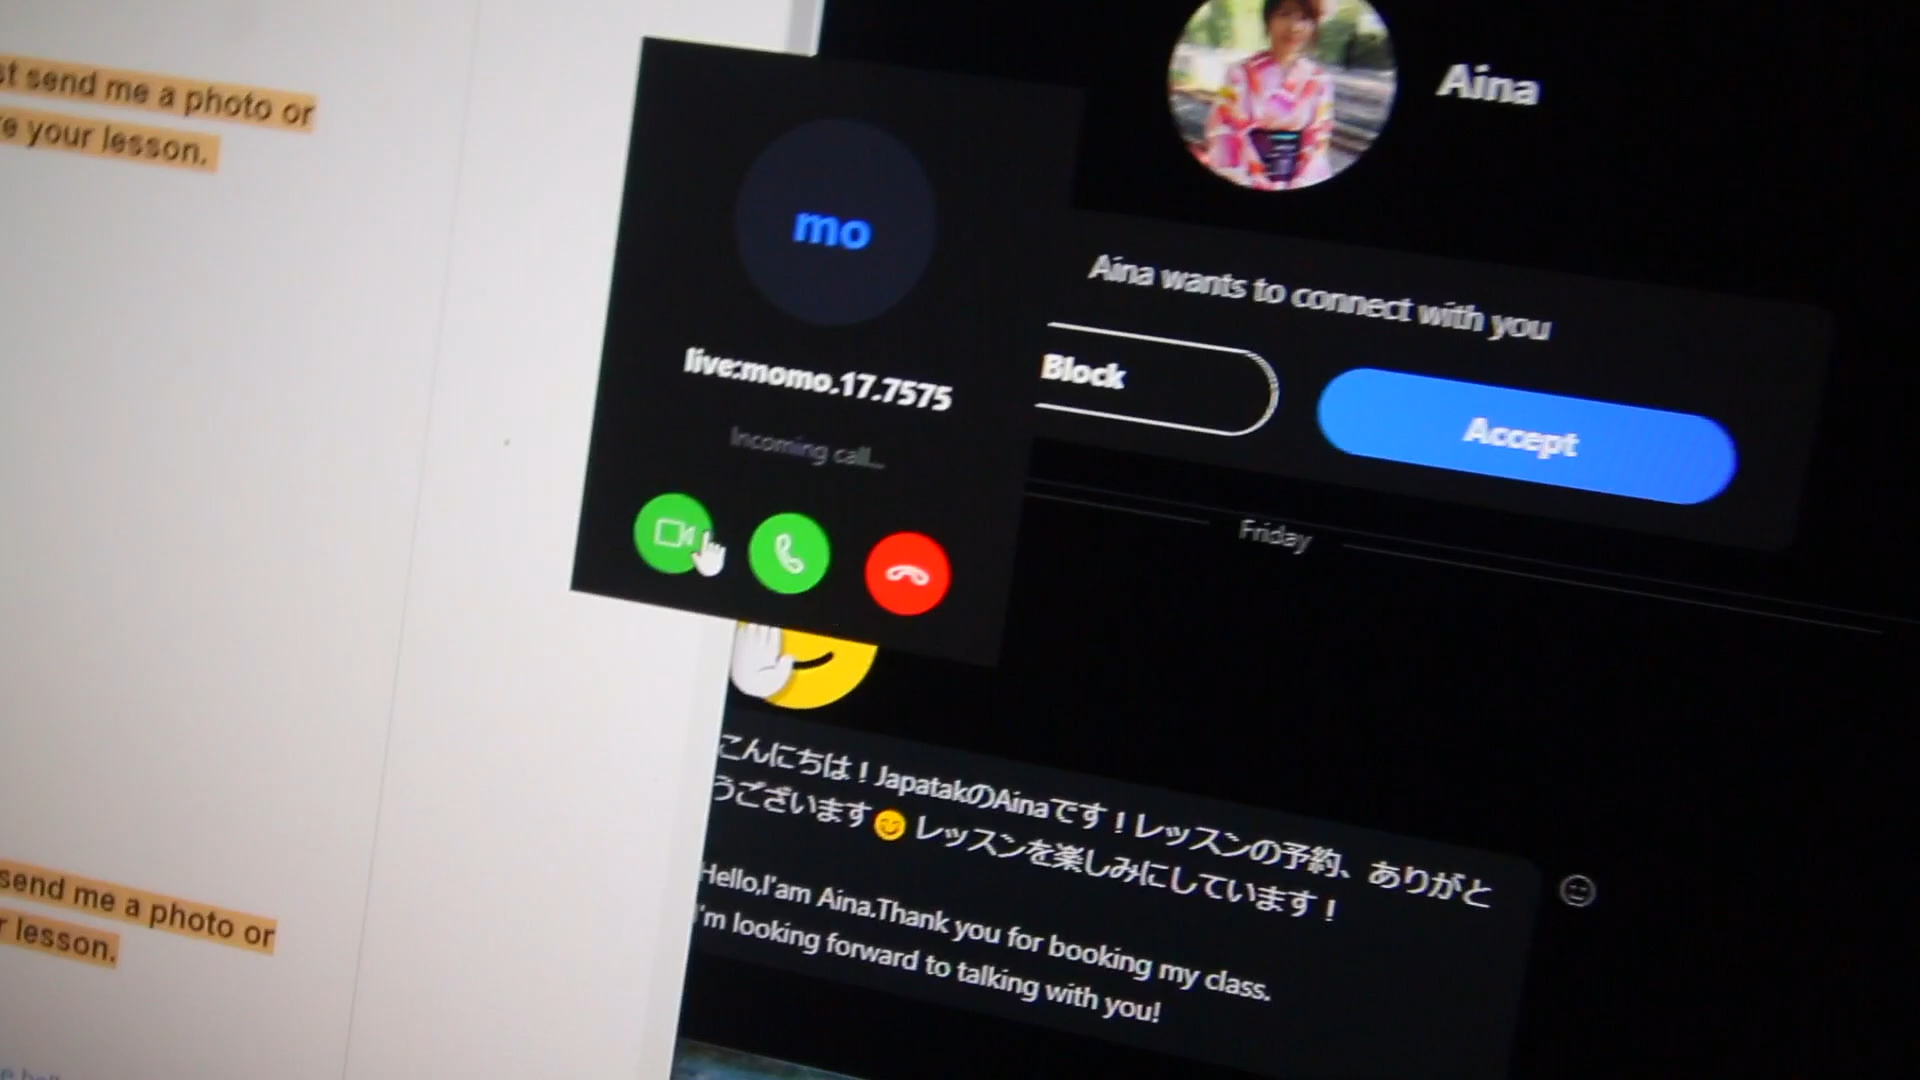 st send me a photo or
re your lesson.
send me a photo or
r lesson.
Aina
mo
live:momo.17.7575
Incoming call...
Aina wants to connect with you
Block
Accept
Friday
こんにちは！JapatakのAinaです！レッスンの予約、ありがと
うございます😊 レッスンを楽しみにしています！
Hello,I'am Aina.Thank you for booking my class.
I'm looking forward to talking with you!